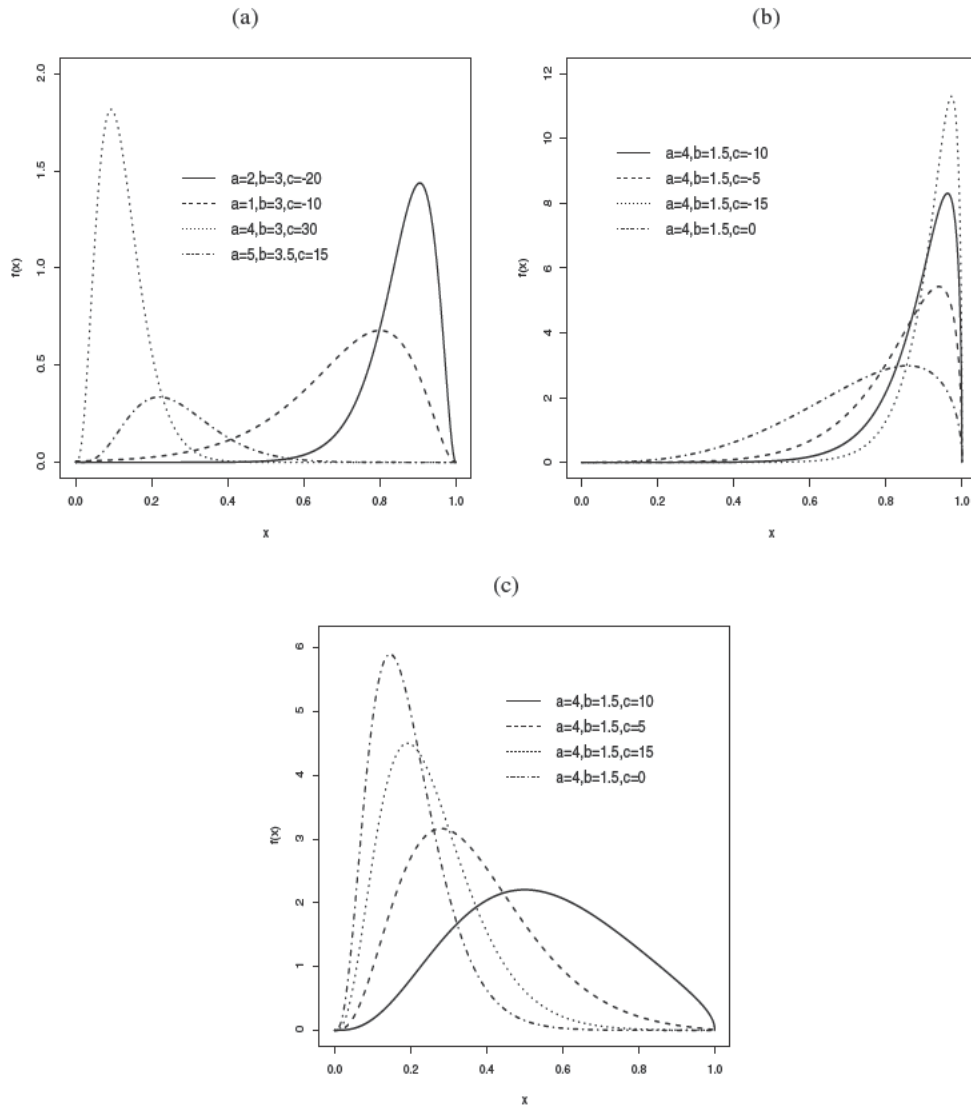 (a)
(b)
2.0
1.5
1.0
0.5
0.0
f(x)
a=2,b=3,c=-20
a=1,b=3,c=-10
a=4,b=3,c=30
a=5,b=3.5,c=15
0.0 0.2 0.4 0.6 0.8 1.0
x
12
10
8
6
4
2
0
f(x)
a=4,b=1.5,c=-10
a=4,b=1.5,c=-5
a=4,b=1.5,c=-15
a=4,b=1.5,c=0
0.0 0.2 0.4 0.6 0.8 1.0
x
(c)
6
5
4
3
2
1
0
f(x)
a=4,b=1.5,c=10
a=4,b=1.5,c=5
a=4,b=1.5,c=15
a=4,b=1.5,c=0
0.0 0.2 0.4 0.6 0.8 1.0
x